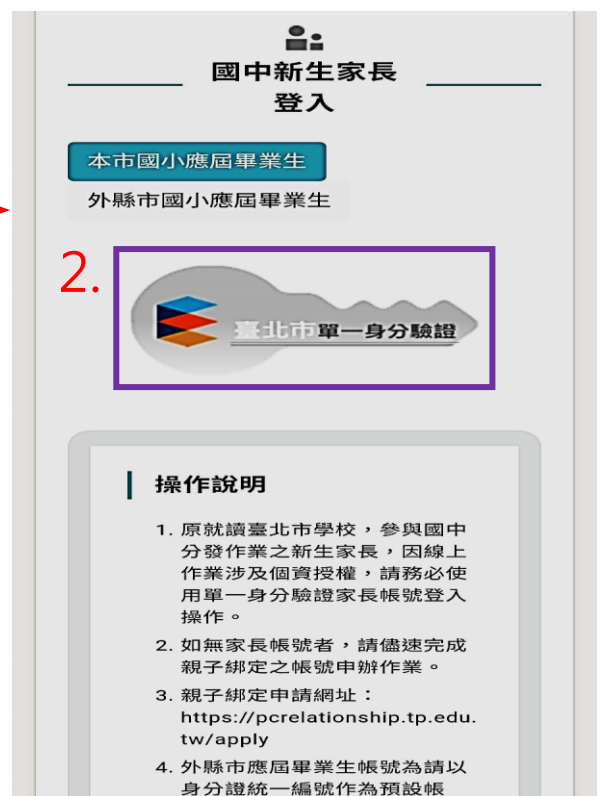 國中新生家長
登入
本市國小應屆畢業生
外縣市國小應屆畢業生
2.
臺北市單一身分驗證
操作說明
1. 原就讀臺北市學校，參與國中
分發作業之新生家長，因線上
作業涉及個資授權，請務必使
用單一身分驗證家長帳號登入
操作。
2. 如無家長帳號者，請儘速完成
親子綁定之帳號申辦作業。
3. 親子綁定申請網址：
https://pcrelationship.tp.edu.
tw/apply
4. 外縣市應屆畢業生帳號為請以
身分證統一編號作為預設帳